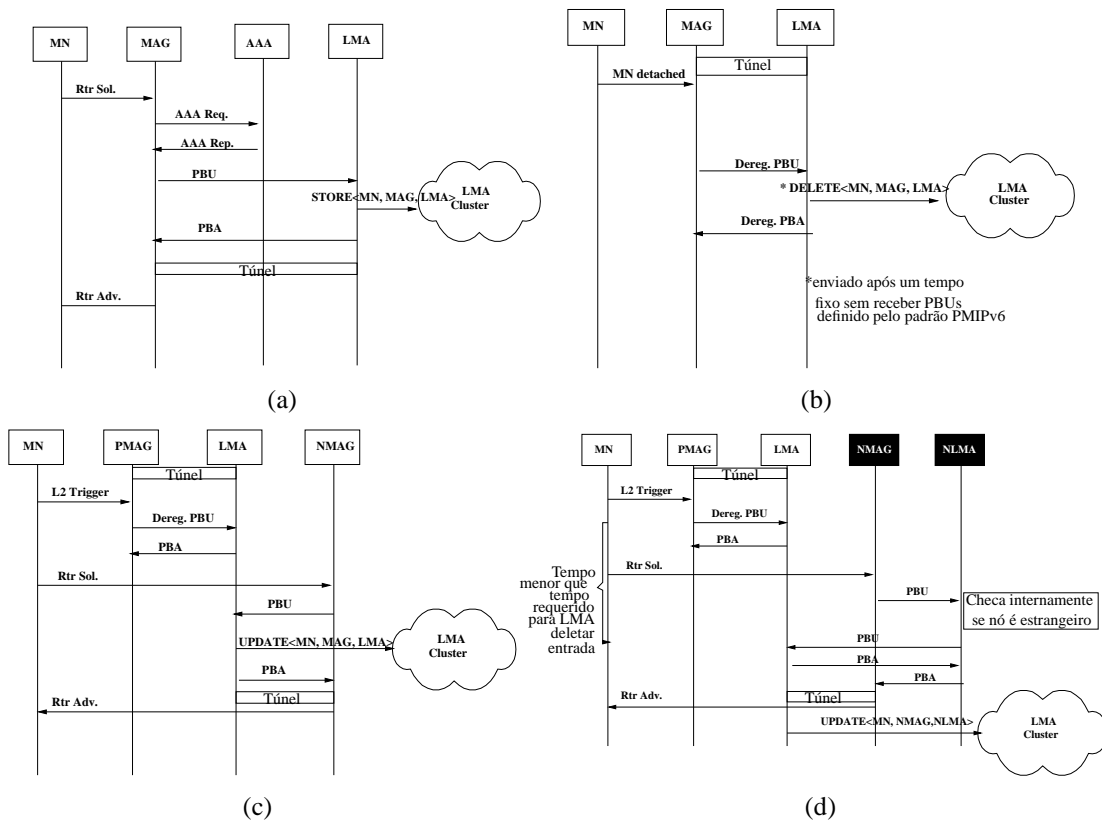 MN
MAG
AAA
LMA
Rtr Sol.
AAA Req.
AAA Rep.
PBU
STORE<MN, MAG, LMA>
LMA
Cluster
PBA
Túnel
Rtr Adv.
(a)
MN
MAG
LMA
Túnel
MN detached
Dereg. PBU
* DELETE<MN, MAG, LMA>
LMA
Cluster
Dereg. PBA
*enviado após um tempo
fixo sem receber PBUs
definido pelo padrão PMIPv6
(b)
MN
PMAG
LMA
NMAG
Túnel
L2 Trigger
Dereg. PBU
PBA
Rtr Sol.
PBU
UPDATE<MN, MAG, LMA>
LMA
Cluster
PBA
Túnel
Rtr Adv.
(c)
MN
PMAG
LMA
NMAG
NLMA
Túnel
L2 Trigger
Dereg. PBU
PBA
Tempo
menor que
tempo
requerido
para LMA
deletar
entrada
Rtr Sol.
PBU
Checa internamente
se nó é estrangeiro
PBU
PBA
PBA
Túnel
Rtr Adv.
UPDATE<MN, NMAG,NLMA>
LMA
Cluster
(d)